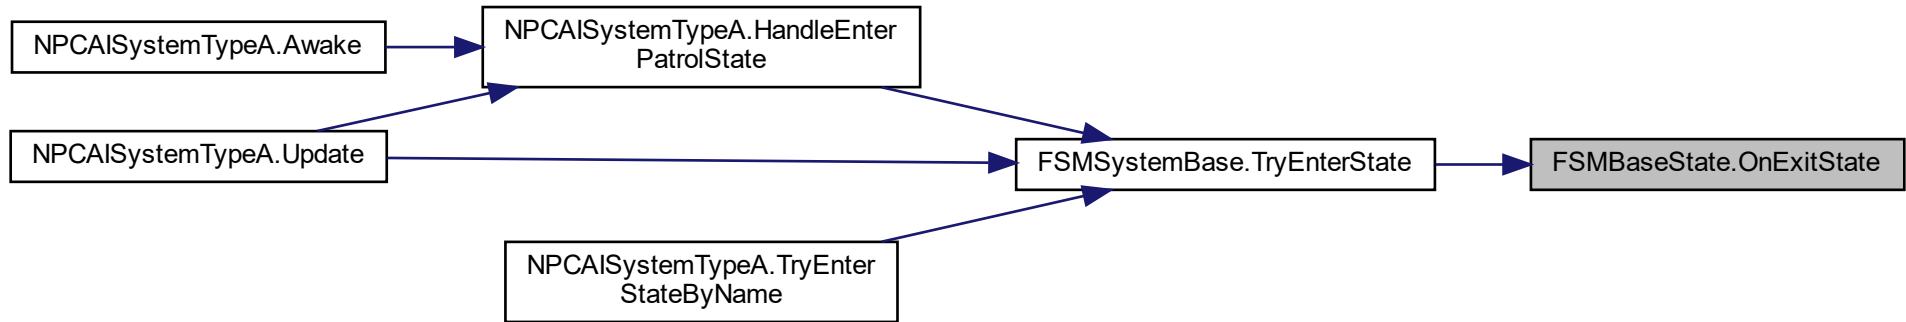 NPCAISystemTypeA.Awake
NPCAISystemTypeA.HandleEnter
PatrolState
NPCAISystemTypeA.Update
FSMSystemBase.TryEnterState
FSMBaseState.OnExitState
NPCAISystemTypeA.TryEnter
StateByName